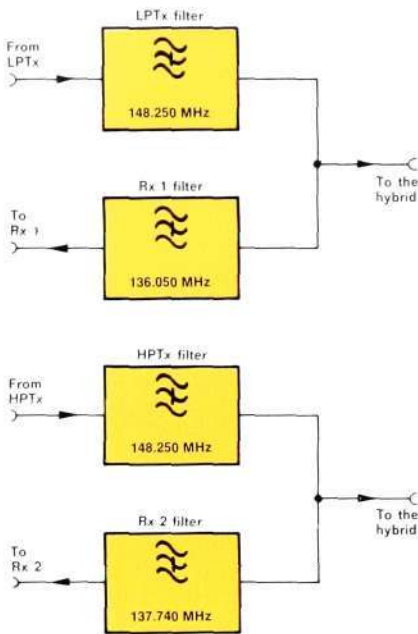 LPTx filter
From
LPTx
148.250 MHz
To the
hybrid
Rx 1 filter
To
Rx 1
136.050 MHz
HPTx filter
From
HPTx
148.250 MHz
To the
hybrid
Rx 2 filter
To
Rx 2
137.740 MHz